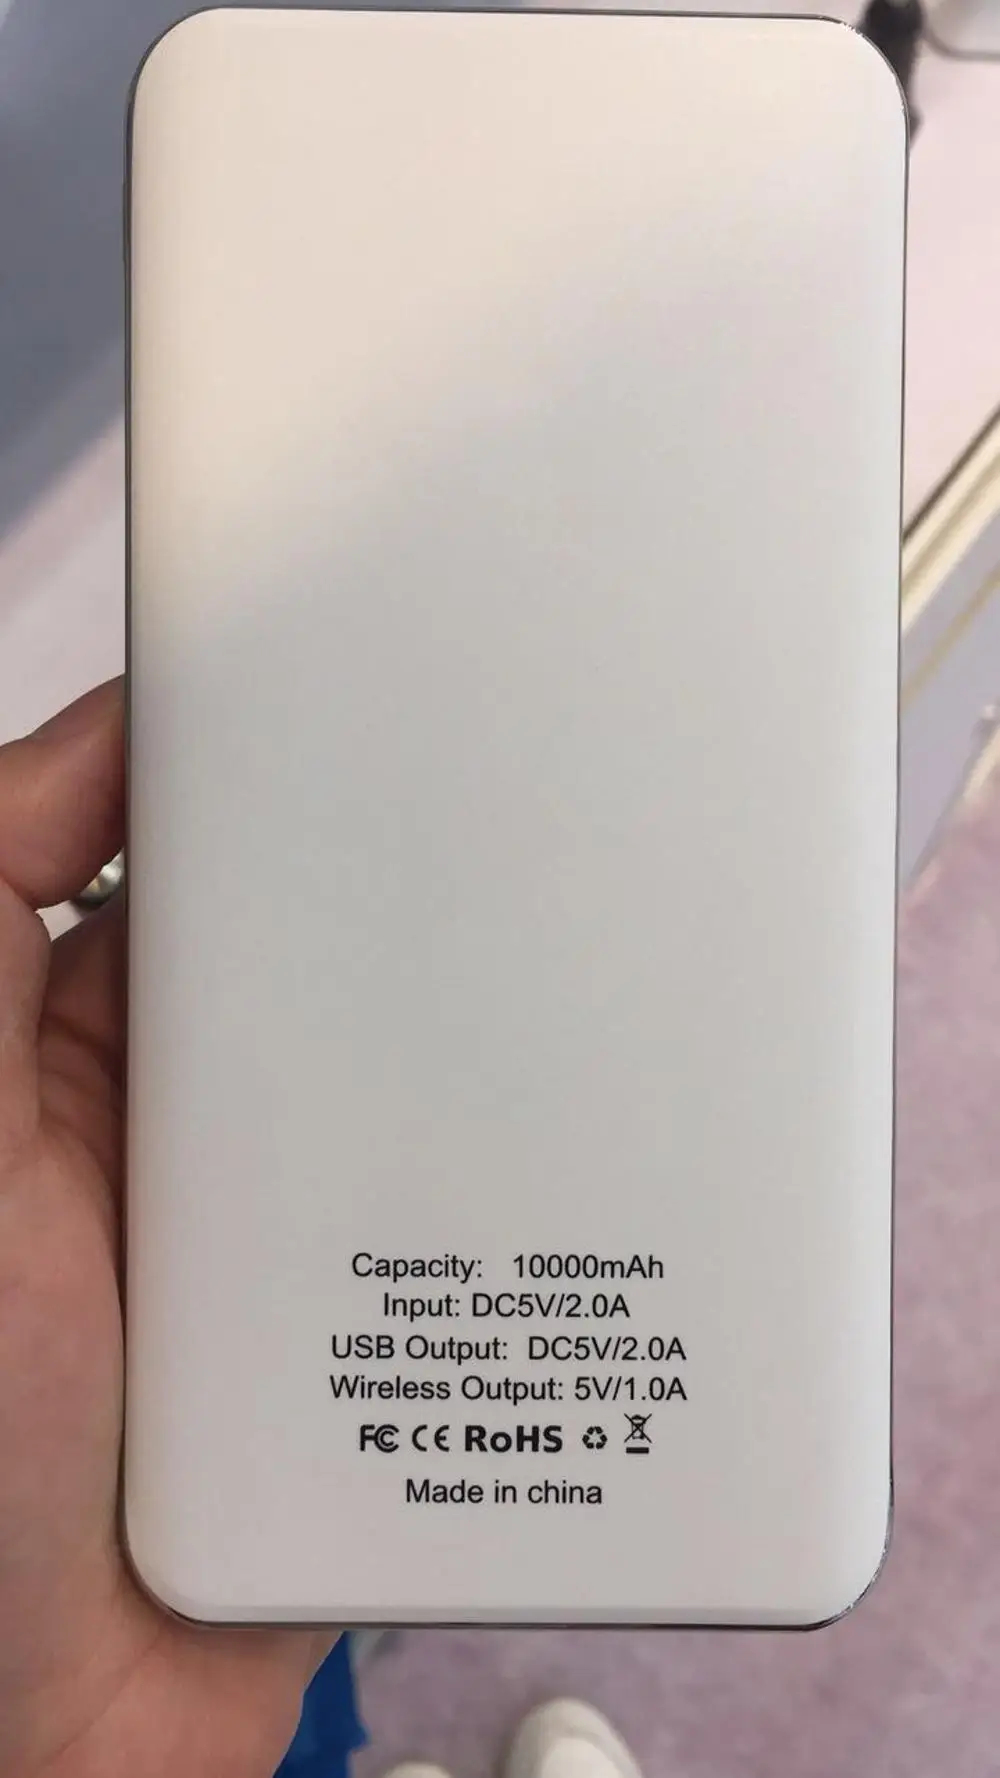 Capacity: 10000mAh
Input: DC5V/2.0A
USB Output: DC5V/2.0A
Wireless Output: 5V/1.0A
FC CE RoHS
Made in china